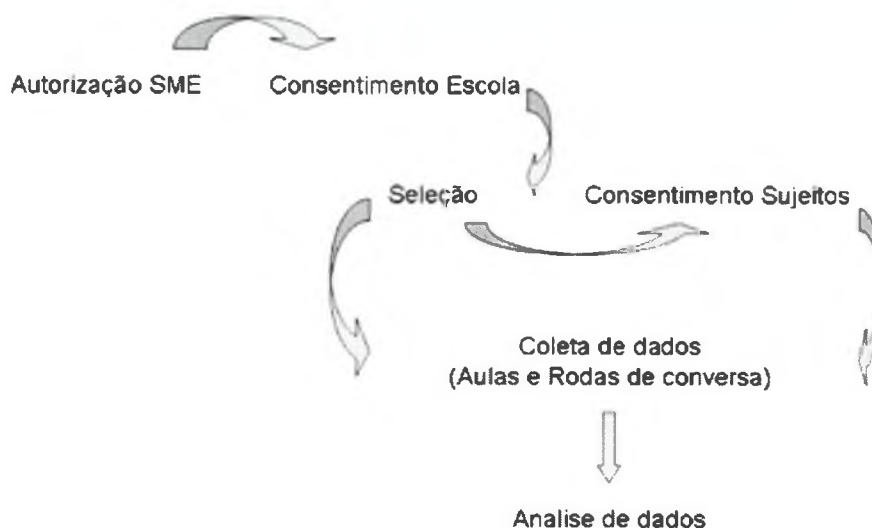 Autorização SME
Consentimento Escola
Seleção
Consentimento Sujeitos
Coleta de dados
(Aulas e Rodas de conversa)
Analise de dados